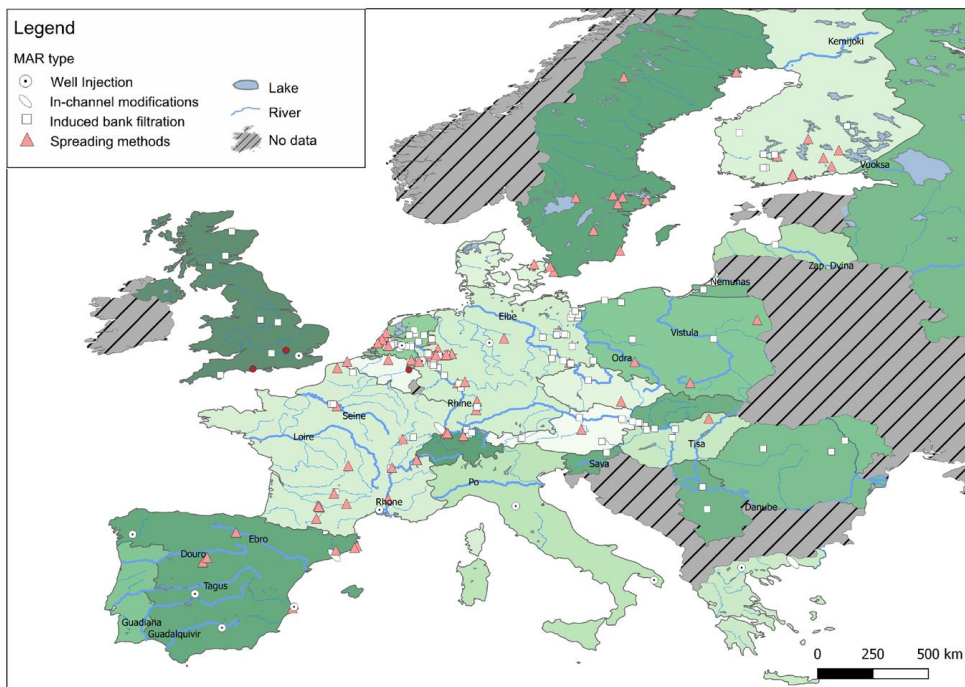 Legend
MAR type
Well Injection
In-channel modifications
Induced bank filtration
Spreading methods
Lake
River
No data
Kemijoki
Vuoksa
Zap. Dvina
Nemunas
Elbe
Vistula
Odra
Rhine
Seine
Loire
Tisa
Sava
Po
Rhone
Danube
Ebro
Douro
Tagus
Guadiana
Guadalquivir
0 250 500 km